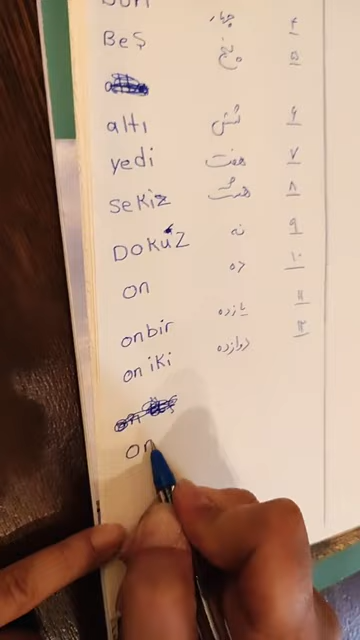 BeŞ پنج ۵
altı شش ۶
yedi هفت ۷
SeKiz هشت ۸
DOKUZ نه ۹
on ده ۱۰
onbir یازده ۱۱
on iKi دوازده ۱۲
on